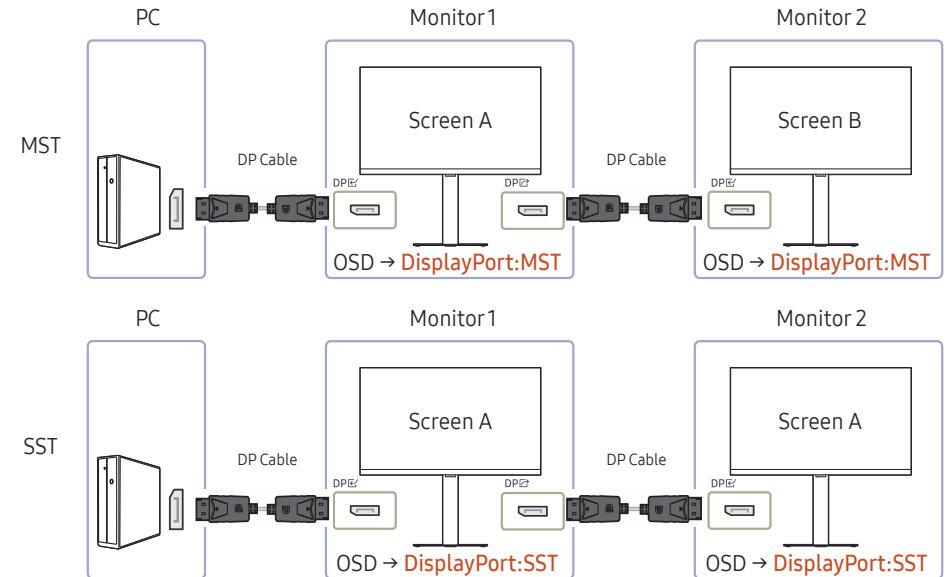 PC Monitor 1 Monitor 2
Screen A Screen B
MST
DP Cable DP Cable
DP DP DP
OSD → DisplayPort:MST OSD → DisplayPort:MST
PC Monitor 1 Monitor 2
Screen A Screen A
SST
DP Cable DP Cable
DP DP DP
OSD → DisplayPort:SST OSD → DisplayPort:SST